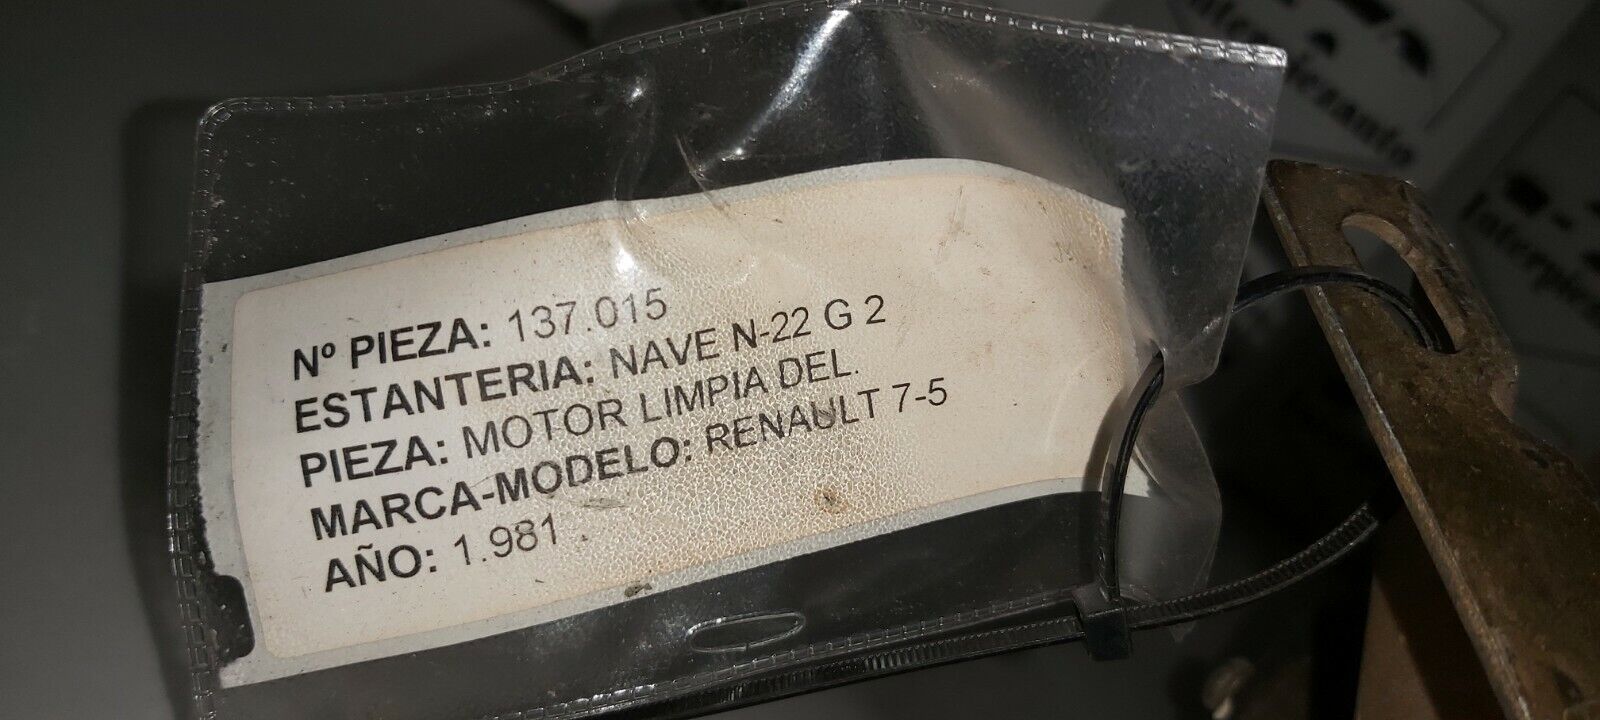 Nº PIEZA: 137.015
ESTANTERIA: NAVE N-22 G 2
PIEZA: MOTOR LIMPIA DEL.
MARCA-MODELO: RENAULT 7-5
AÑO: 1.981